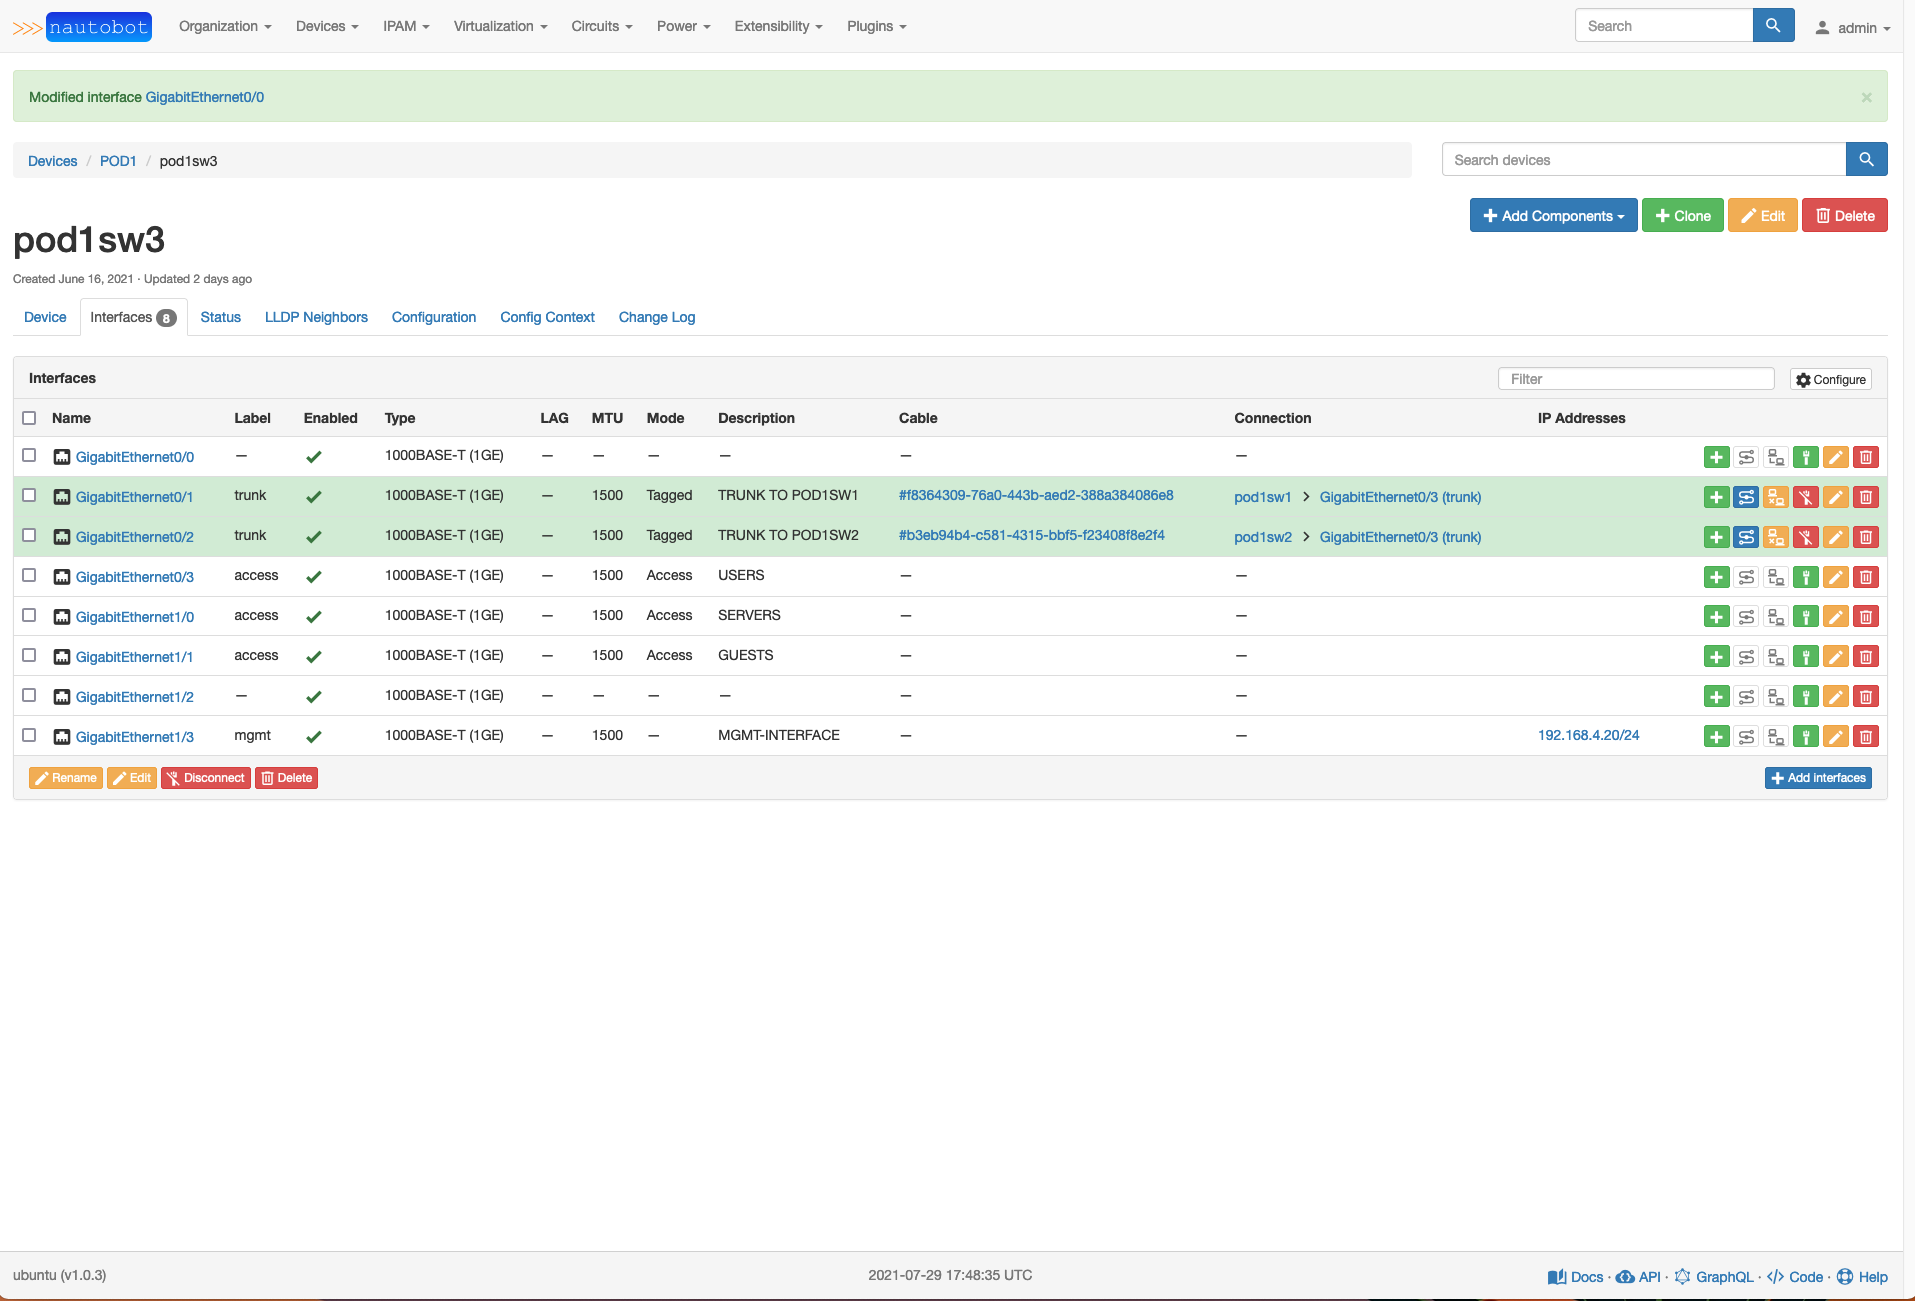 >>> nautobot Organization Devices IPAM Virtualization Circuits Power Extensibility Plugins Search admin
Modified interface GigabitEthernet0/0 ×
Devices / POD1 / pod1sw3 Search devices
Add Components Clone Edit Delete
pod1sw3
Created June 16, 2021 · Updated 2 days ago
Device Interfaces 8 Status LLDP Neighbors Configuration Config Context Change Log
Interfaces Filter Configure
Name Label Enabled Type LAG MTU Mode Description Cable Connection IP Addresses
GigabitEthernet0/0 — 1000BASE-T (1GE) — — — — — —
GigabitEthernet0/1 trunk 1000BASE-T (1GE) — 1500 Tagged TRUNK TO POD1SW1 #f8364309-76a0-443b-aed2-388a384086e8 pod1sw1 > GigabitEthernet0/3 (trunk)
GigabitEthernet0/2 trunk 1000BASE-T (1GE) — 1500 Tagged TRUNK TO POD1SW2 #b3eb94b4-c581-4315-bbf5-f23408f8e2f4 pod1sw2 > GigabitEthernet0/3 (trunk)
GigabitEthernet0/3 access 1000BASE-T (1GE) — 1500 Access USERS — —
GigabitEthernet1/0 access 1000BASE-T (1GE) — 1500 Access SERVERS — —
GigabitEthernet1/1 access 1000BASE-T (1GE) — 1500 Access GUESTS — —
GigabitEthernet1/2 — 1000BASE-T (1GE) — — — — — —
GigabitEthernet1/3 mgmt 1000BASE-T (1GE) — 1500 — MGMT-INTERFACE — — 192.168.4.20/24
Rename Edit Disconnect Delete Add interfaces
ubuntu (v1.0.3) 2021-07-29 17:48:35 UTC Docs · API · GraphQL · </> Code · Help